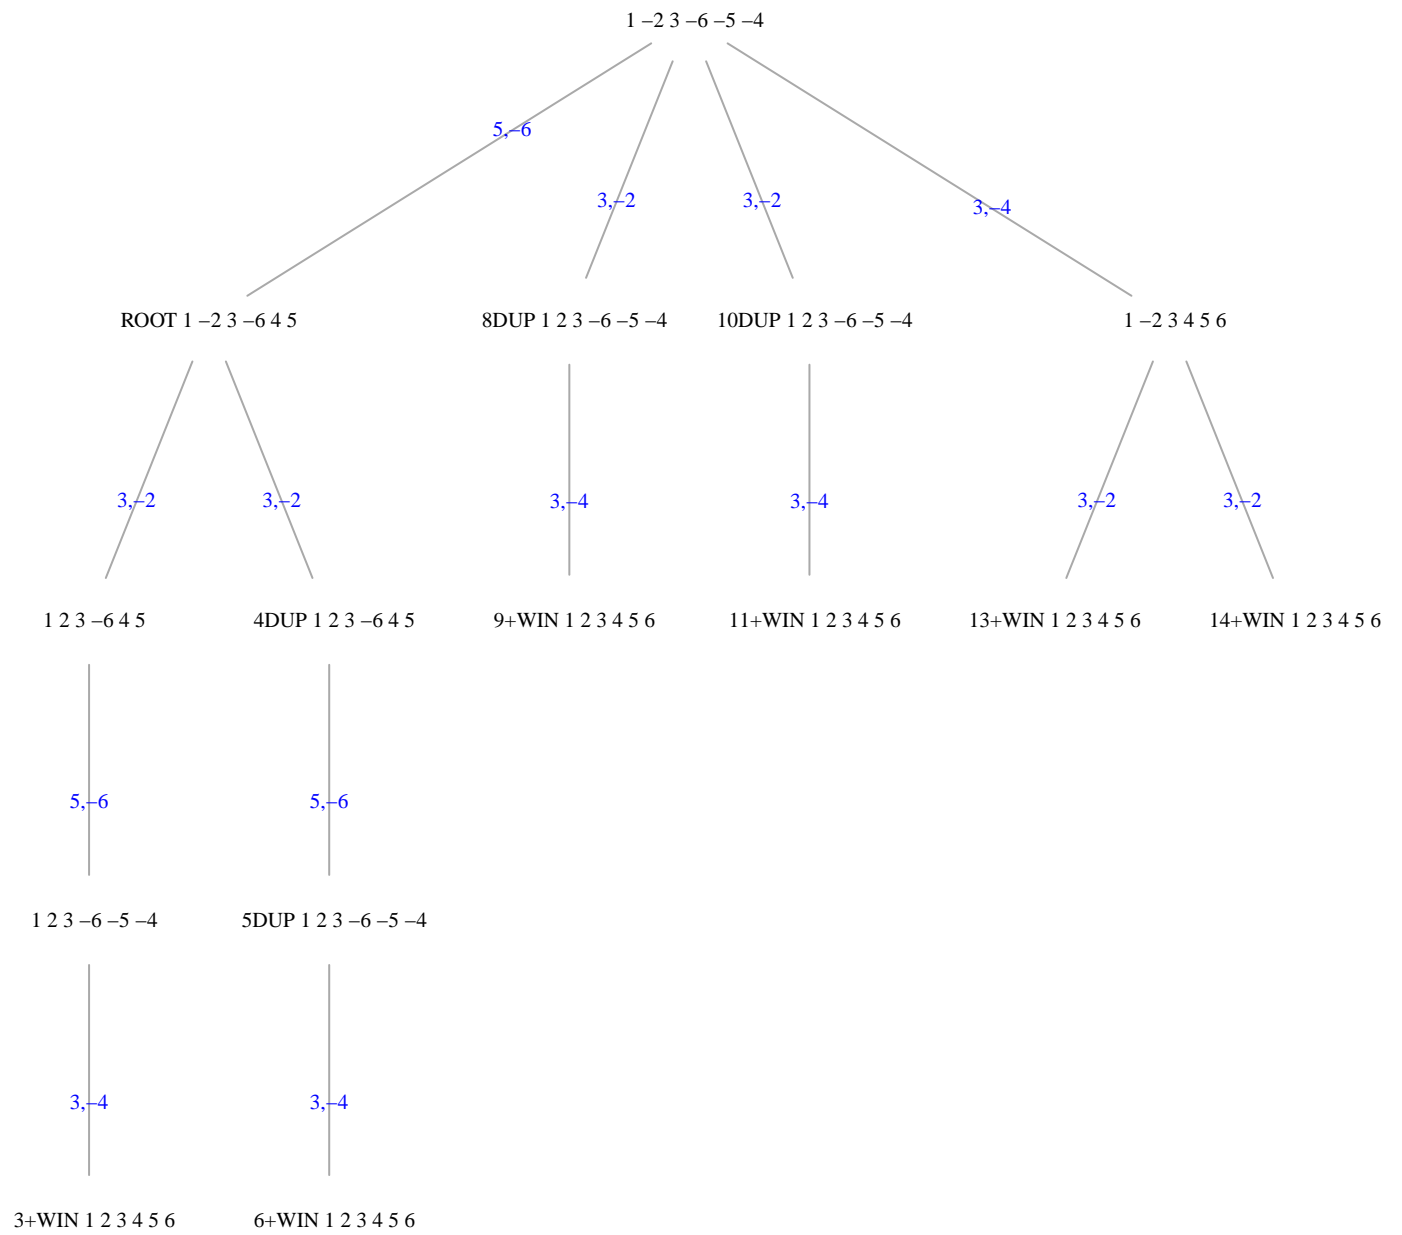 1 –2 3 –6 –5 –4
5,–6
3,–2
3,–2
3,–4
ROOT 1 –2 3 –6 4 5
8DUP 1 2 3 –6 –5 –4
10DUP 1 2 3 –6 –5 –4
1 –2 3 4 5 6
3,–2
3,–2
3,–4
3,–4
3,–2
3,–2
1 2 3 –6 4 5
4DUP 1 2 3 –6 4 5
9+WIN 1 2 3 4 5 6
11+WIN 1 2 3 4 5 6
13+WIN 1 2 3 4 5 6
14+WIN 1 2 3 4 5 6
5,–6
5,–6
1 2 3 –6 –5 –4
5DUP 1 2 3 –6 –5 –4
3,–4
3,–4
3+WIN 1 2 3 4 5 6
6+WIN 1 2 3 4 5 6